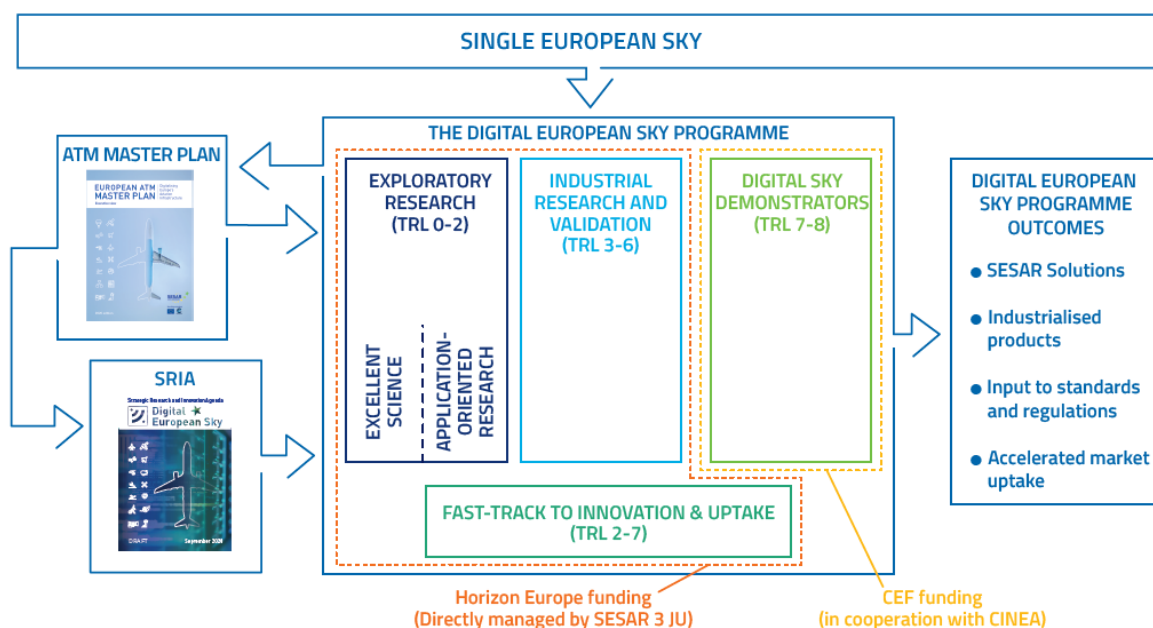 SINGLE EUROPEAN SKY
THE DIGITAL EUROPEAN SKY PROGRAMME
ATM MASTER PLAN
EUROPEAN ATM
MASTER PLAN
SRIA
Strategic Research and Innovation Agenda
Digital
European Sky
DRAFT
September 2020
EXPLORATORY
RESEARCH
(TRL 0-2)
EXCELLENT
SCIENCE
APPLICATION-
ORIENTED
RESEARCH
INDUSTRIAL
RESEARCH AND
VALIDATION
(TRL 3-6)
DIGITAL SKY
DEMONSTRATORS
(TRL 7-8)
FAST-TRACK TO INNOVATION & UPTAKE
(TRL 2-7)
Horizon Europe funding
(Directly managed by SESAR 3 JU)
CEF funding
(in cooperation with CINEA)
DIGITAL EUROPEAN
SKY PROGRAMME
OUTCOMES
● SESAR Solutions
● Industrialised
products
● Input to standards
and regulations
● Accelerated market
uptake